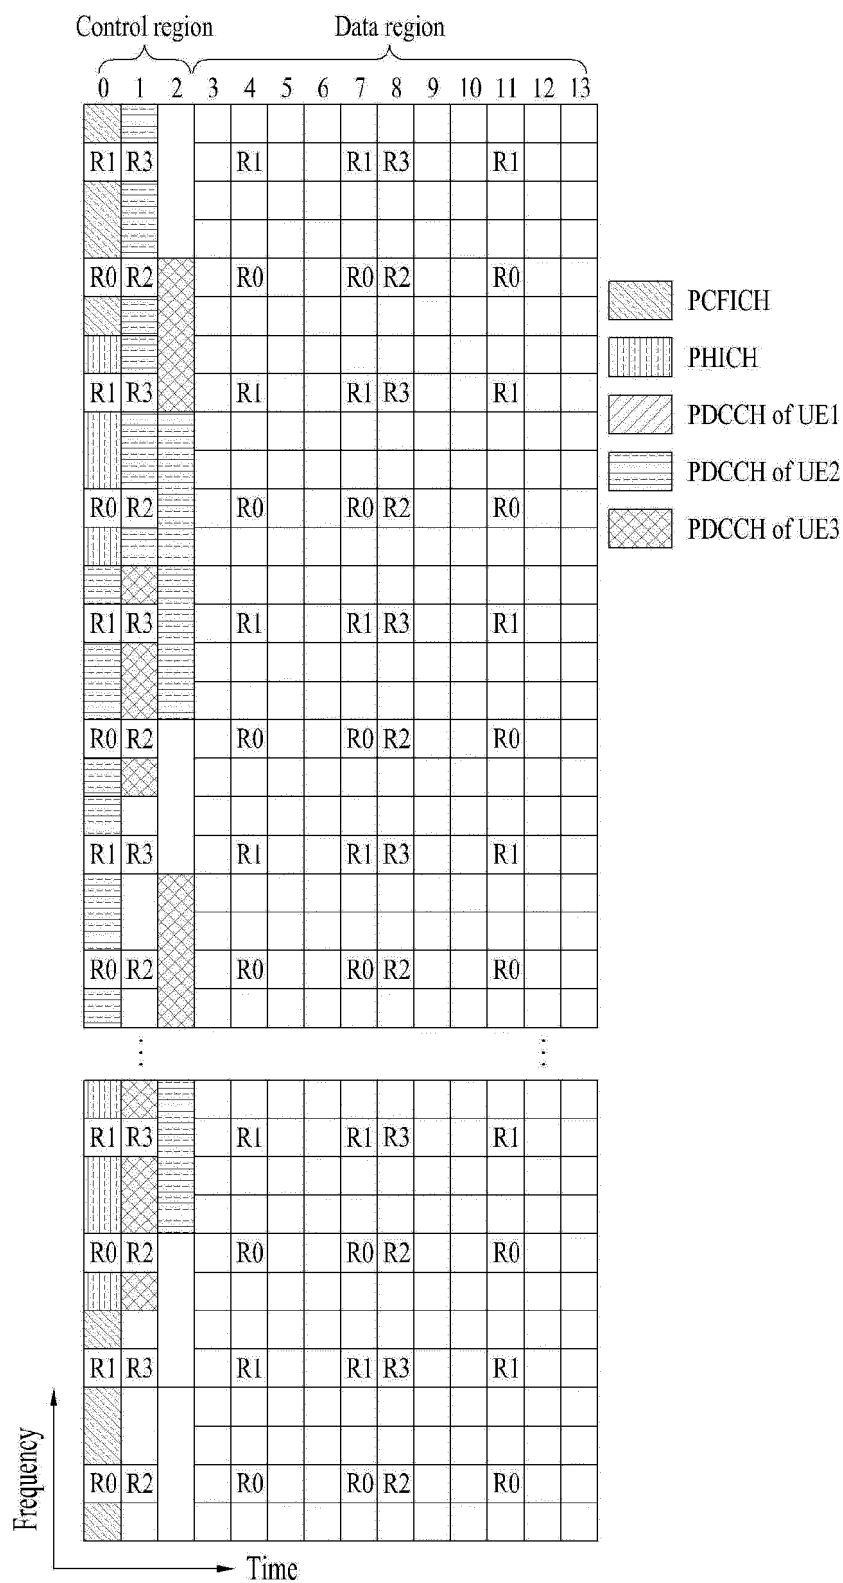 Control region Data region
0 1 2 3 4 5 6 7 8 9 10 11 12 13
R1 R3 R1 R1 R3 R1
R0 R2 R0 R0 R2 R0
PCFICH
PHICH
R1 R3 R1 R1 R3 R1
PDCCH of UE1
PDCCH of UE2
R0 R2 R0 R0 R2 R0
PDCCH of UE3
R1 R3 R1 R1 R3 R1
R0 R2 R0 R0 R2 R0
R1 R3 R1 R1 R3 R1
R0 R2 R0 R0 R2 R0
R1 R3 R1 R1 R3 R1
R0 R2 R0 R0 R2 R0
R1 R3 R1 R1 R3 R1
R0 R2 R0 R0 R2 R0
Frequency
Time